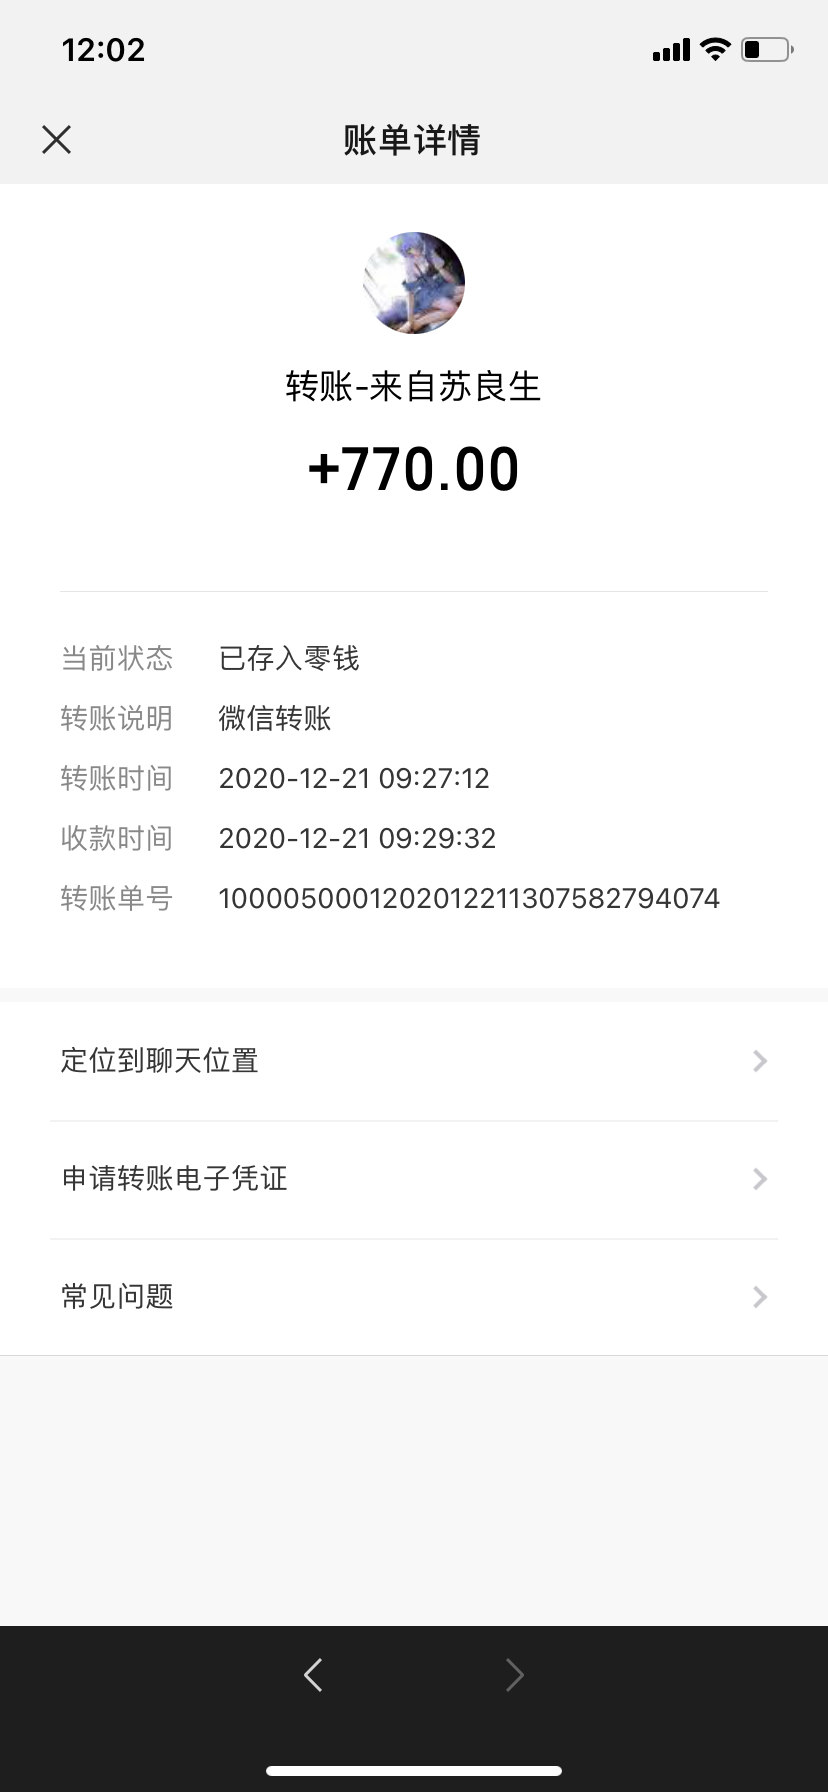 12:02
账单详情
转账-来自苏良生
+770.00
当前状态 已存入零钱
转账说明 微信转账
转账时间 2020-12-21 09:27:12
收款时间 2020-12-21 09:29:32
转账单号 1000050001202012211307582794074
定位到聊天位置
申请转账电子凭证
常见问题